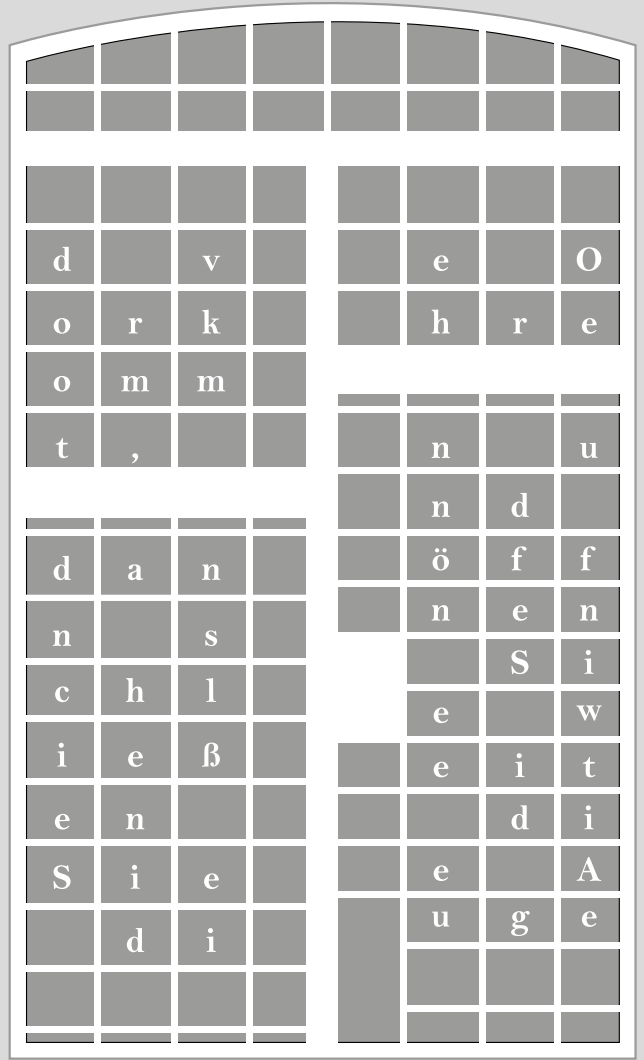 d v
ork
omm
t,
dan
n s
chl
ieß
en
Sie
di
e O
hre
n u
nd
öff
nen
Si
e w
eit
di
e A
uge